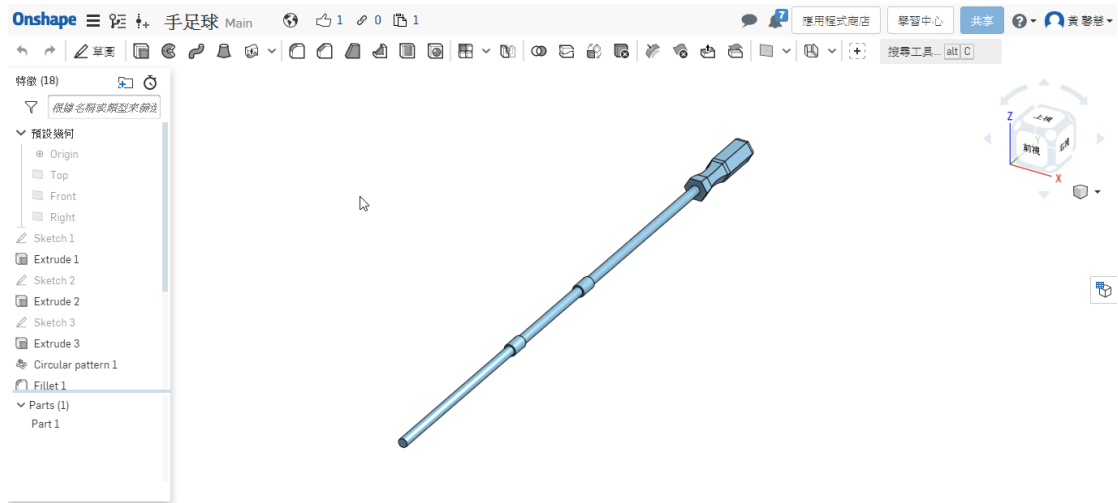 Onshape 手足球 Main 1 0 1 7 應用程式商店 學習中心 共享 黃馨慈
草圖 搜尋工具... alt C
特徵 (18)
根據名稱或類型來篩選
預設幾何
Origin
Top
Front
Right
Sketch 1
Extrude 1
Sketch 2
Extrude 2
Sketch 3
Extrude 3
Circular pattern 1
Fillet 1
Parts (1)
Part 1
Z
上視
Y
前視
右視
X